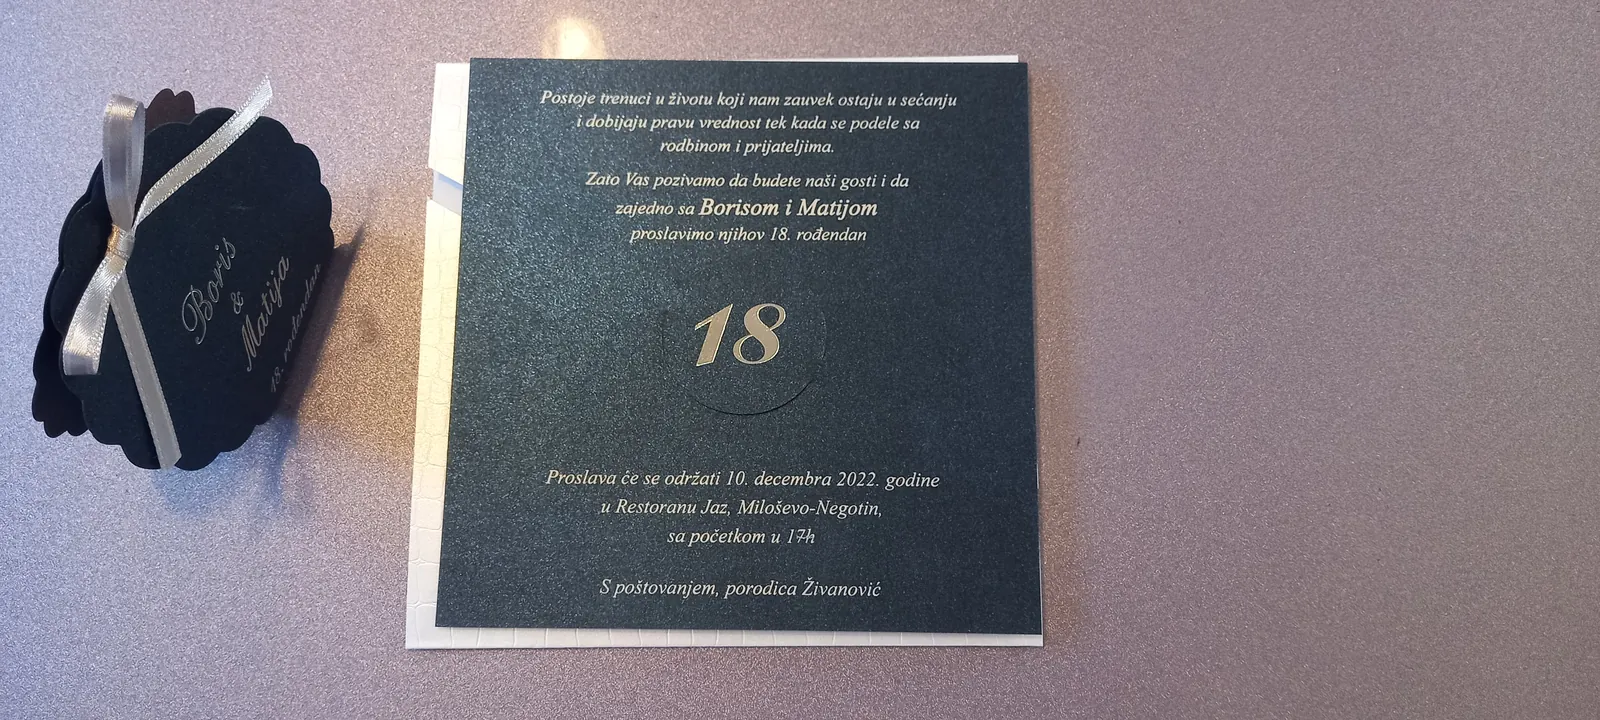 Boris
&
Matija
18. rođendan
Postoje trenuci u životu koji nam zauvek ostaju u sećanju
i dobijaju pravu vrednost tek kada se podele sa
rodbinom i prijateljima.
Zato Vas pozivamo da budete naši gosti i da
zajedno sa Borisom i Matijom
proslavimo njihov 18. rođendan
18
Proslava će se održati 10. decembra 2022. godine
u Restoranu Jaz, Miloševo-Negotin,
sa početkom u 17h
S poštovanjem, porodica Živanović